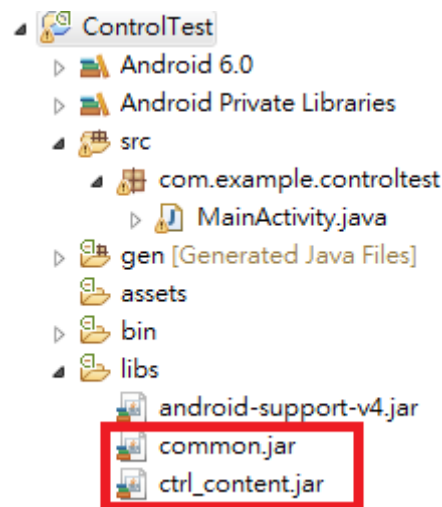 ControlTest
Android 6.0
Android Private Libraries
src
com.example.controltest
MainActivity.java
gen [Generated Java Files]
assets
bin
libs
android-support-v4.jar
common.jar
ctrl_content.jar